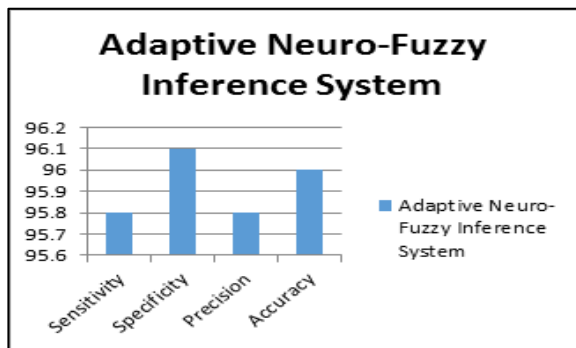 Adaptive Neuro-Fuzzy
Inference System
96.2
96.1
96
95.9
95.8
95.7
95.6
Sensitivity
Specificity
Precision
Accuracy
Adaptive Neuro-
Fuzzy Inference
System